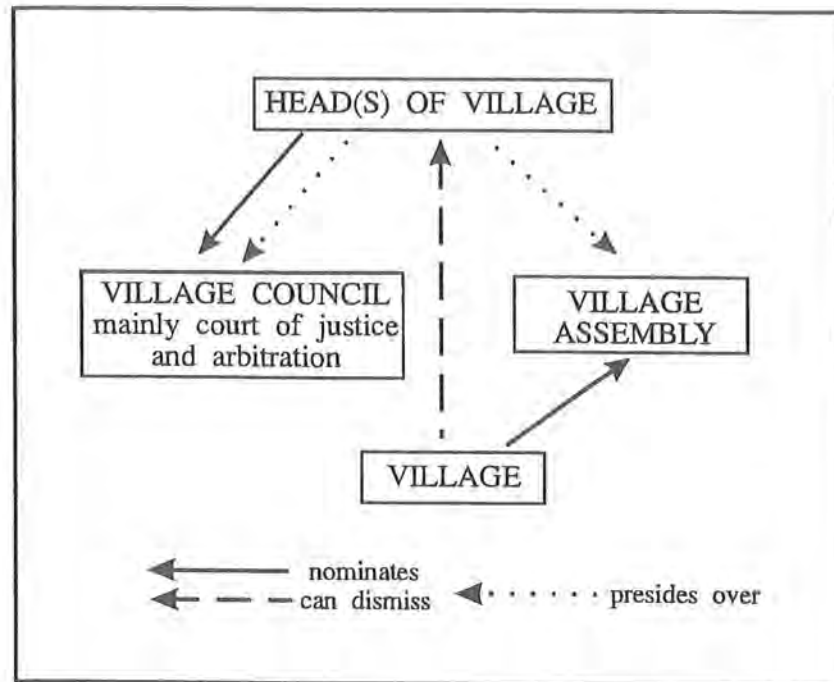 HEAD(S) OF VILLAGE
VILLAGE COUNCIL
mainly court of justice
and arbitration
VILLAGE
ASSEMBLY
VILLAGE
nominates
can dismiss
presides over